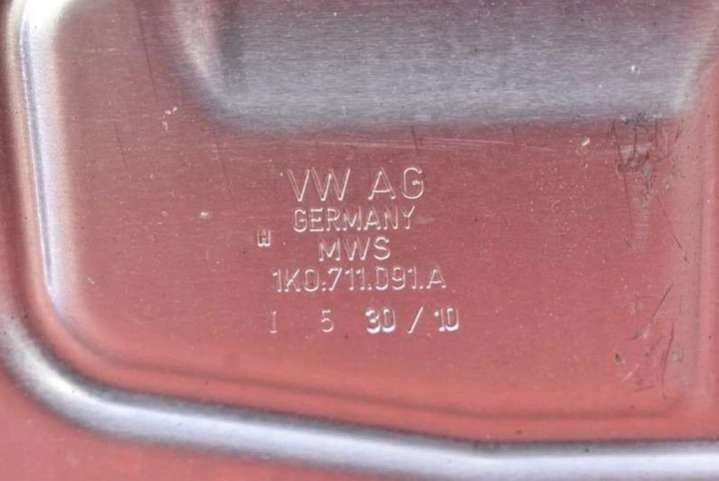 VW AG
GERMANY
H MWS
1K0.711.091.A
I 5 30/10